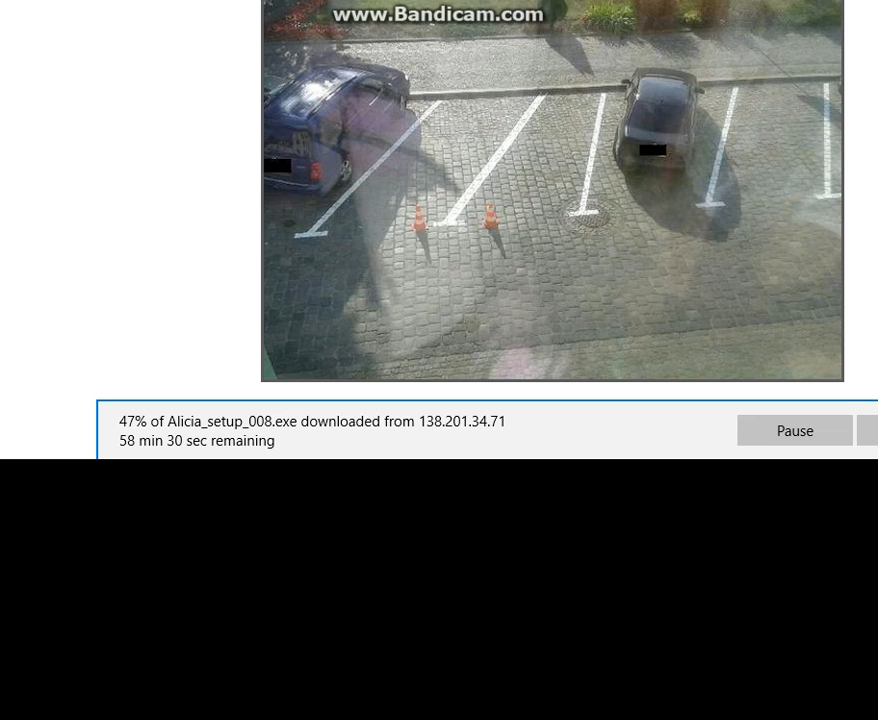 www.Bandicam.com
47% of Alicia_setup_008.exe downloaded from 138.201.34.71
58 min 30 sec remaining
Pause